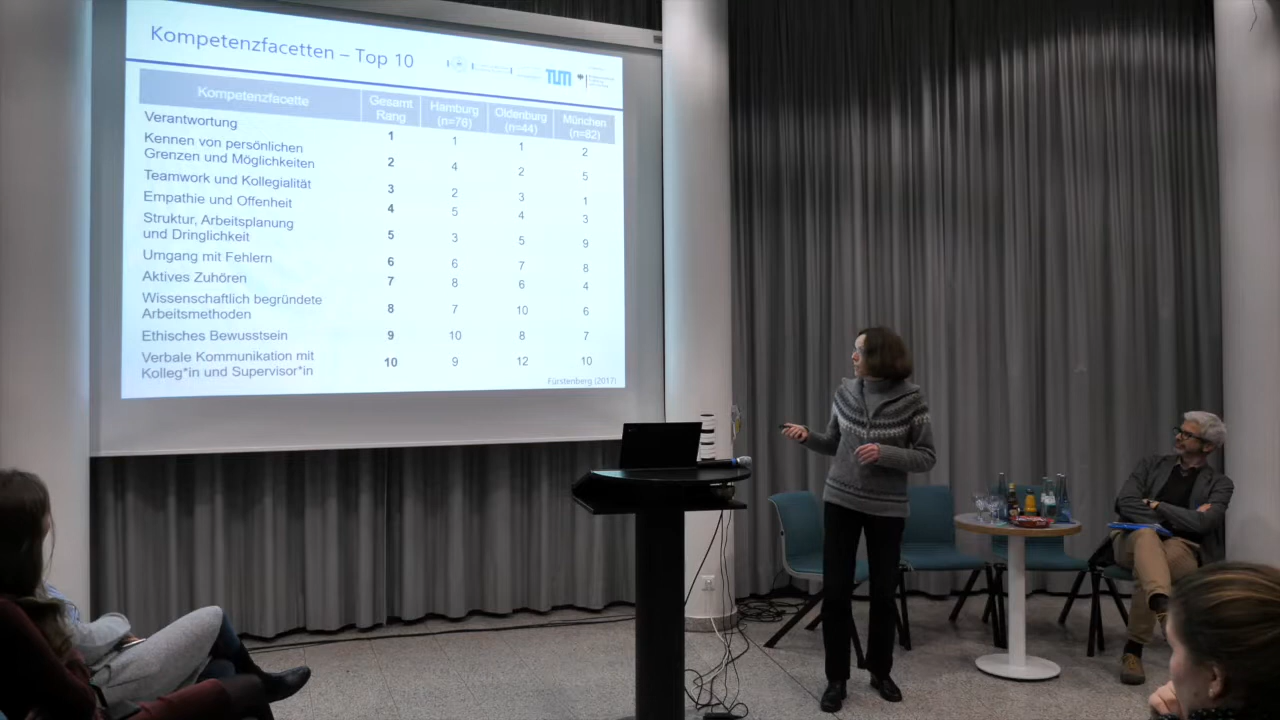 Kompetenzfacetten – Top 10
TUM
Kompetenzfacette Gesamt Rang Hamburg (n=76) Oldenburg (n=44) München (n=82)
Verantwortung 1 1 1 2
Kennen von persönlichen
Grenzen und Möglichkeiten 2 4 2 5
Teamwork und Kollegialität 3 2 3 1
Empathie und Offenheit 4 5 4 3
Struktur, Arbeitsplanung
und Dringlichkeit 5 3 5 9
Umgang mit Fehlern 6 6 7 8
Aktives Zuhören 7 8 6 4
Wissenschaftlich begründete
Arbeitsmethoden 8 7 10 6
Ethisches Bewusstsein 9 10 8 7
Verbale Kommunikation mit
Kolleg*in und Supervisor*in 10 9 12 10
Fürstenberg (2017)